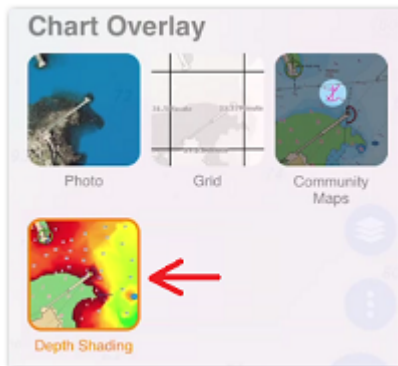 Chart Overlay
Photo
Grid
Community
Maps
Depth Shading